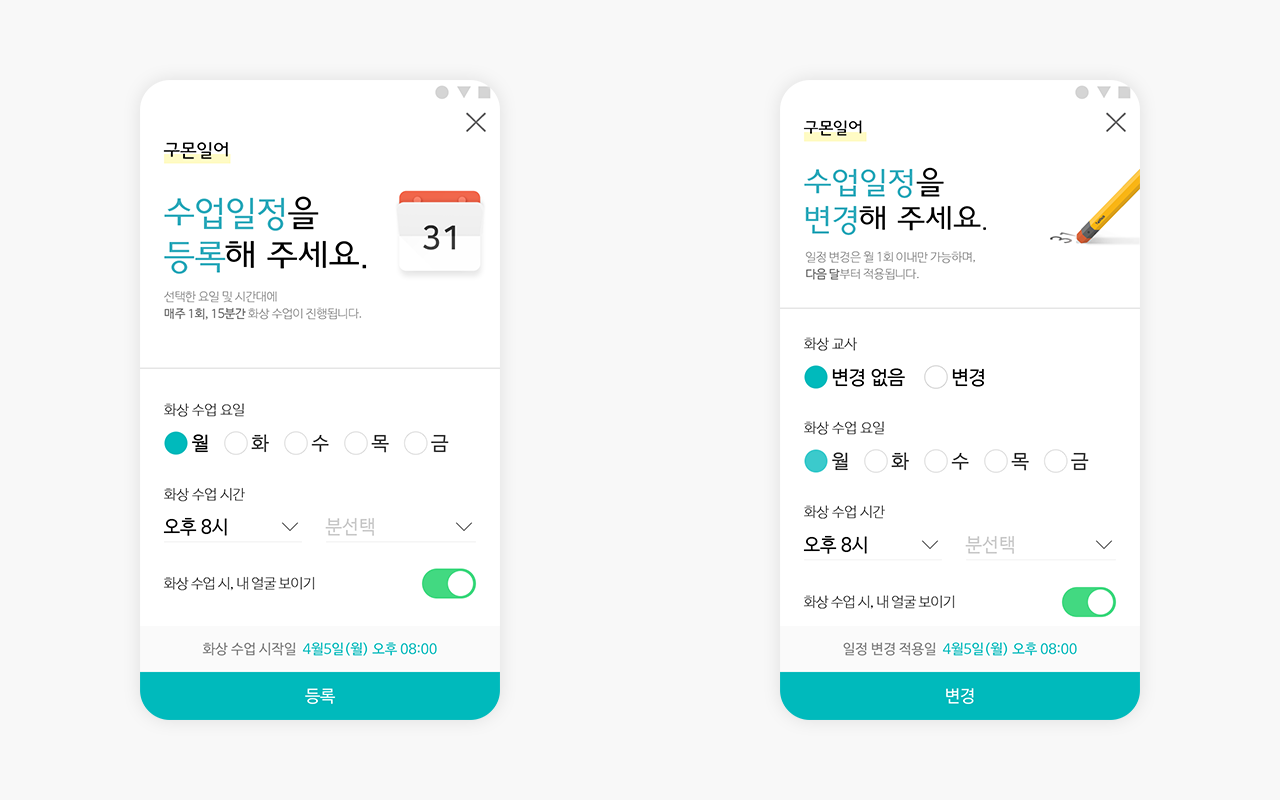 구몬일어
수업일정을
등록해 주세요.
31
선택한 요일 및 시간대에
매주 1회, 15분간 화상 수업이 진행됩니다.
화상 수업 요일
월 화 수 목 금
화상 수업 시간
오후 8시 분선택
화상 수업 시, 내 얼굴 보이기
화상 수업 시작일 4월5일(월) 오후 08:00
등록
구몬일어
수업일정을
변경해 주세요.
일정 변경은 월 1회 이내만 가능하며,
다음 달부터 적용됩니다.
화상 교사
변경 없음 변경
화상 수업 요일
월 화 수 목 금
화상 수업 시간
오후 8시 분선택
화상 수업 시, 내 얼굴 보이기
일정 변경 적용일 4월5일(월) 오후 08:00
변경